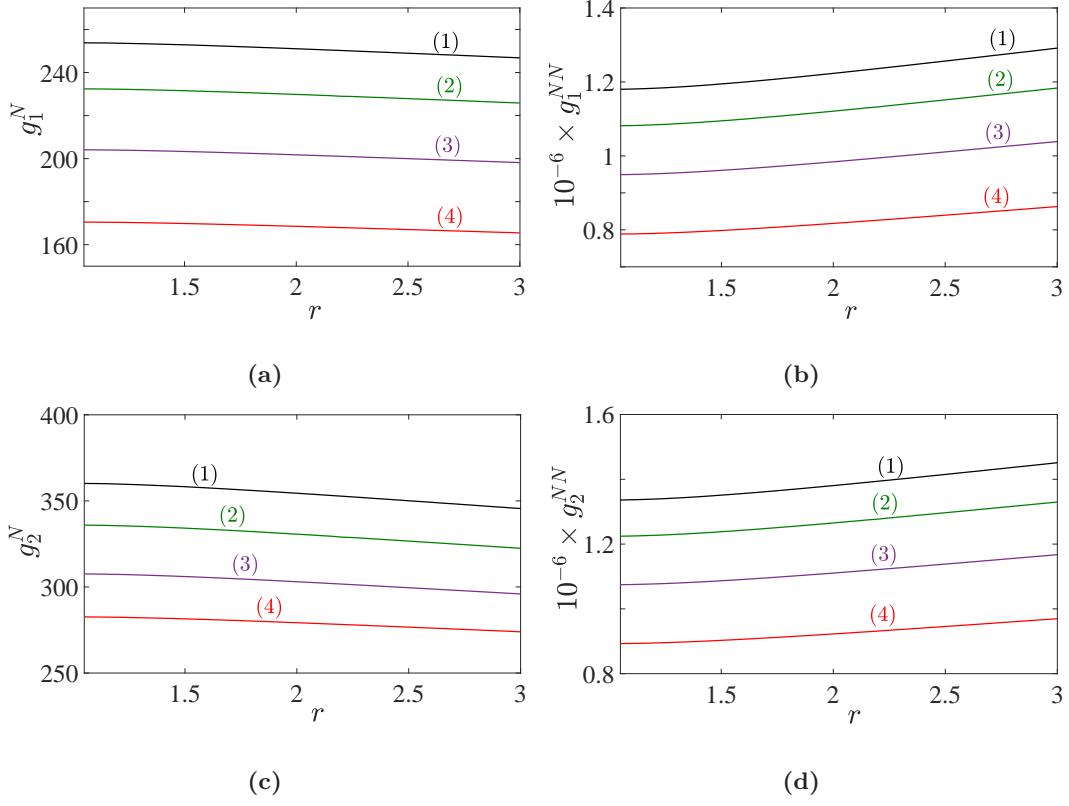 240
200
160
1.5 2 2.5 3
r
g_1^N
(1)
(2)
(3)
(4)
(a)
1.4
1.2
1
0.8
1.5 2 2.5 3
r
10^{-6} × g_1^{NN}
(1)
(2)
(3)
(4)
(b)
400
350
300
250
1.5 2 2.5 3
r
g_2^N
(1)
(2)
(3)
(4)
(c)
1.6
1.2
0.8
1.5 2 2.5 3
r
10^{-6} × g_2^{NN}
(1)
(2)
(3)
(4)
(d)